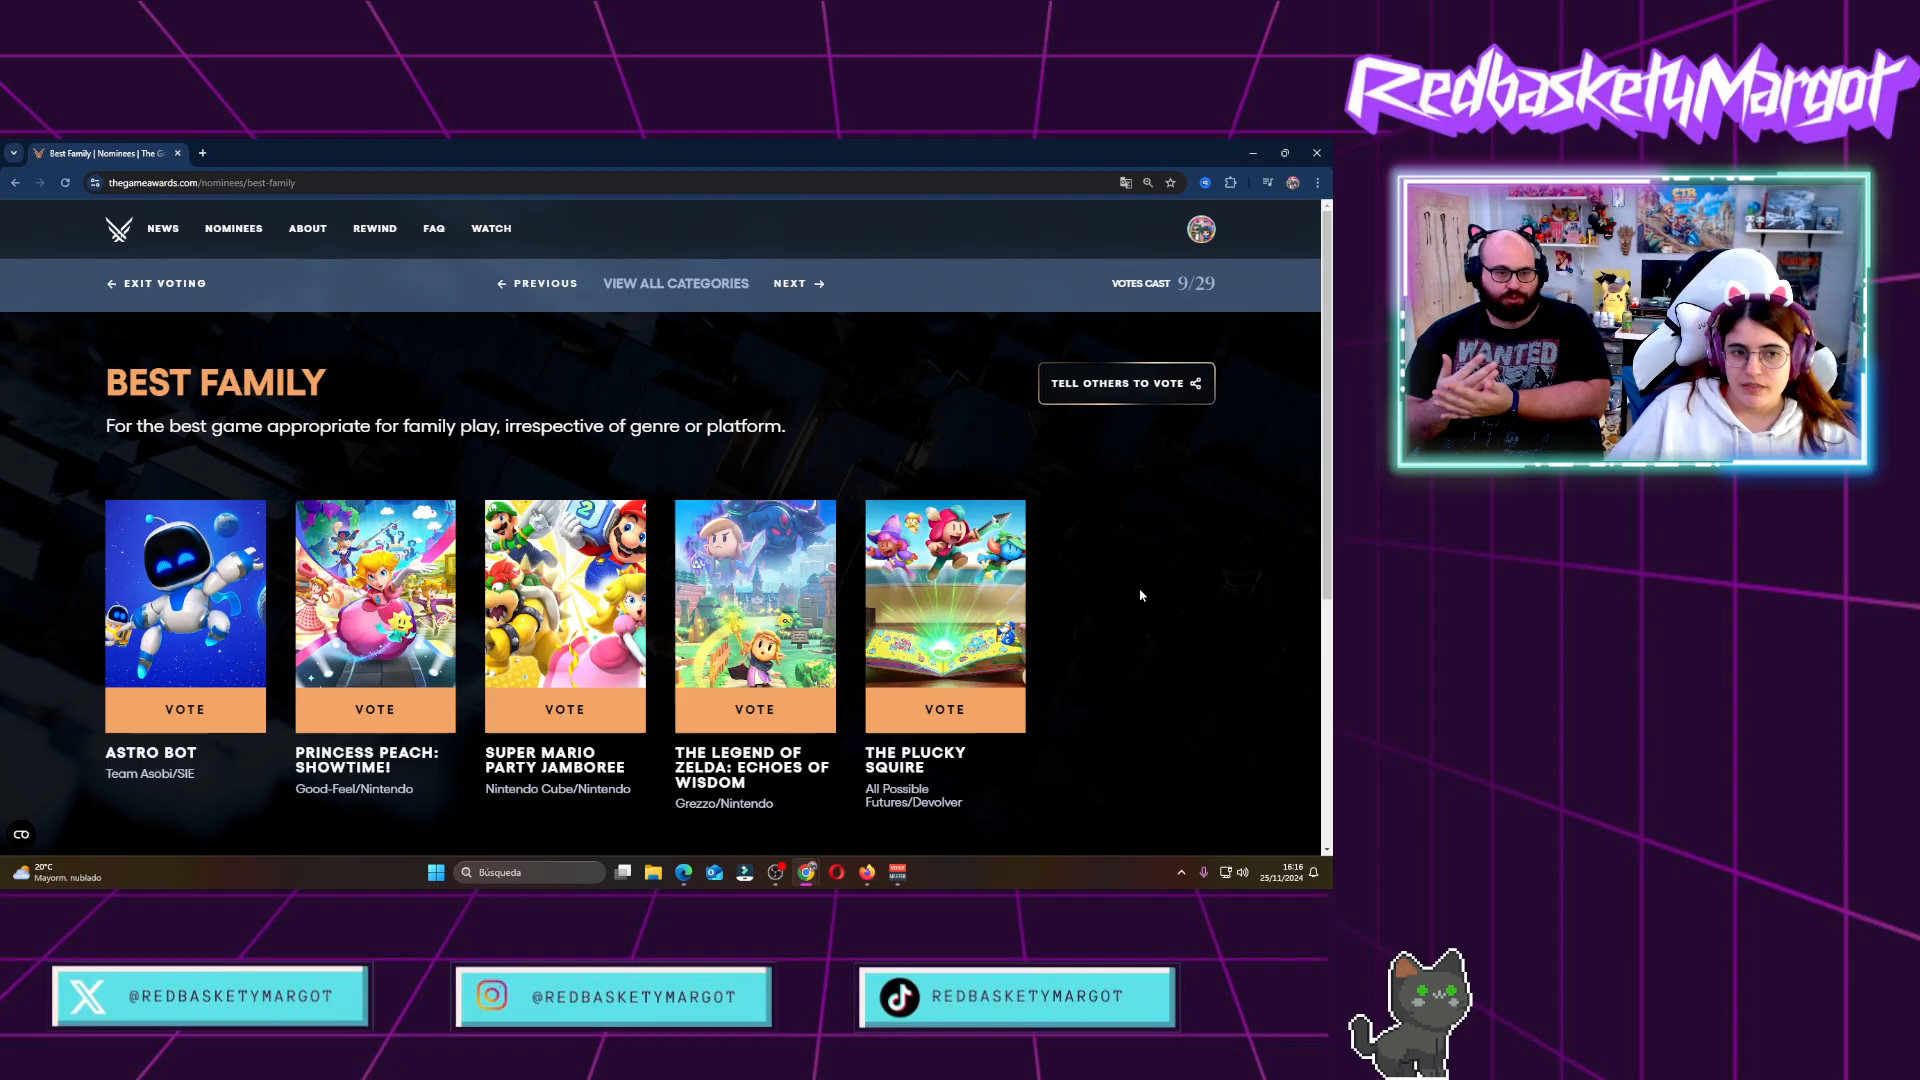 RedbasketyMargot
Best Family | Nominees | The G
thegameawards.com/nominees/best-family
NEWS
NOMINEES
ABOUT
REWIND
FAQ
WATCH
EXIT VOTING
PREVIOUS
VIEW ALL CATEGORIES
NEXT
VOTES CAST 9/29
BEST FAMILY
TELL OTHERS TO VOTE
For the best game appropriate for family play, irrespective of genre or platform.
WANTED
CTR
VOTE
VOTE
VOTE
VOTE
VOTE
ASTRO BOT
Team Asobi/SIE
PRINCESS PEACH:
SHOWTIME!
Good-Feel/Nintendo
SUPER MARIO
PARTY JAMBOREE
Nintendo Cube/Nintendo
THE LEGEND OF
ZELDA: ECHOES OF
WISDOM
Grezzo/Nintendo
THE PLUCKY
SQUIRE
All Possible
Futures/Devolver
20°C
Mayorm. nublado
Búsqueda
16:16
25/11/2024
@REDBASKETYMARGOT
@REDBASKETYMARGOT
REDBASKETYMARGOT